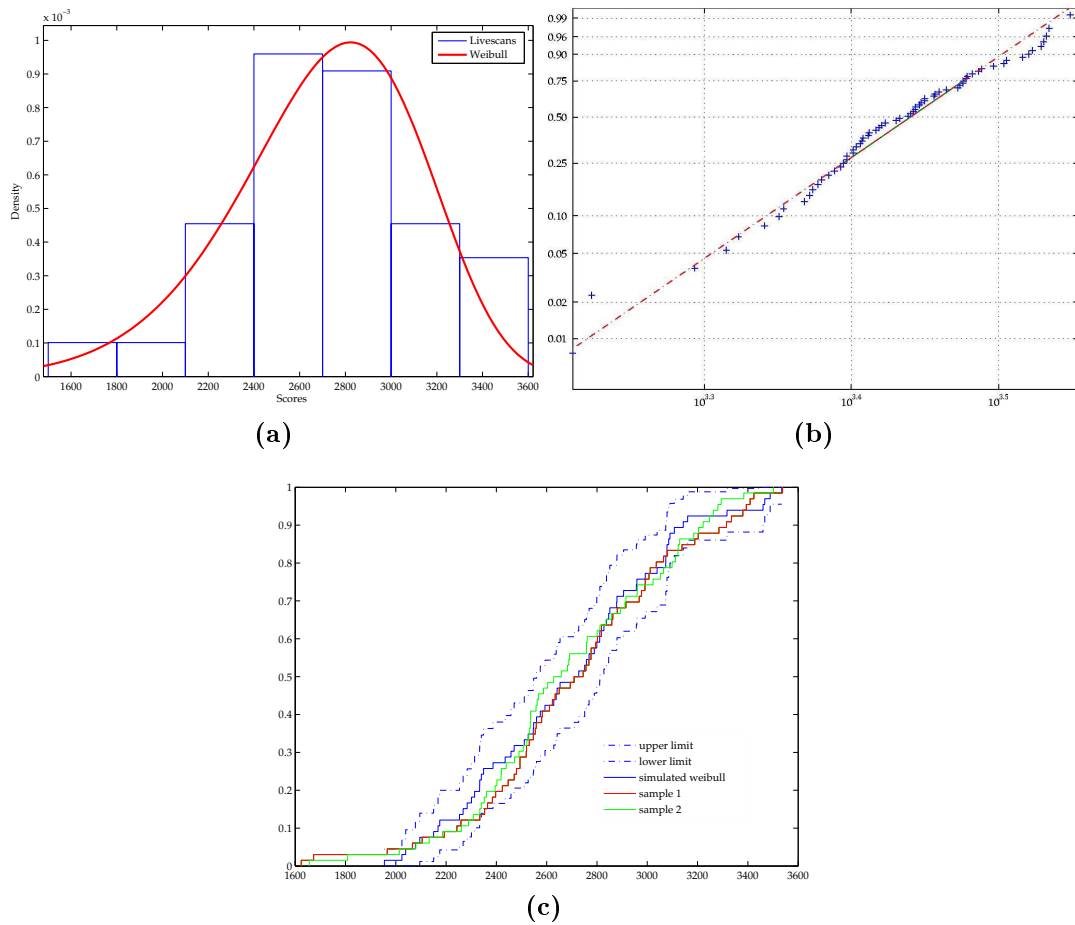 x 10⁻³
1
0.9
0.8
0.7
0.6
0.5
0.4
0.3
0.2
0.1
0
Density
1600 1800 2000 2200 2400 2600 2800 3000 3200 3400 3600
Scores
Livescans
Weibull
(a)
0.99
0.96
0.90
0.75
0.50
0.25
0.10
0.05
0.02
0.01
10^3.3 10^3.4 10^3.5
(b)
1
0.9
0.8
0.7
0.6
0.5
0.4
0.3
0.2
0.1
0
1600 1800 2000 2200 2400 2600 2800 3000 3200 3400 3600
upper limit
lower limit
simulated weibull
sample 1
sample 2
(c)